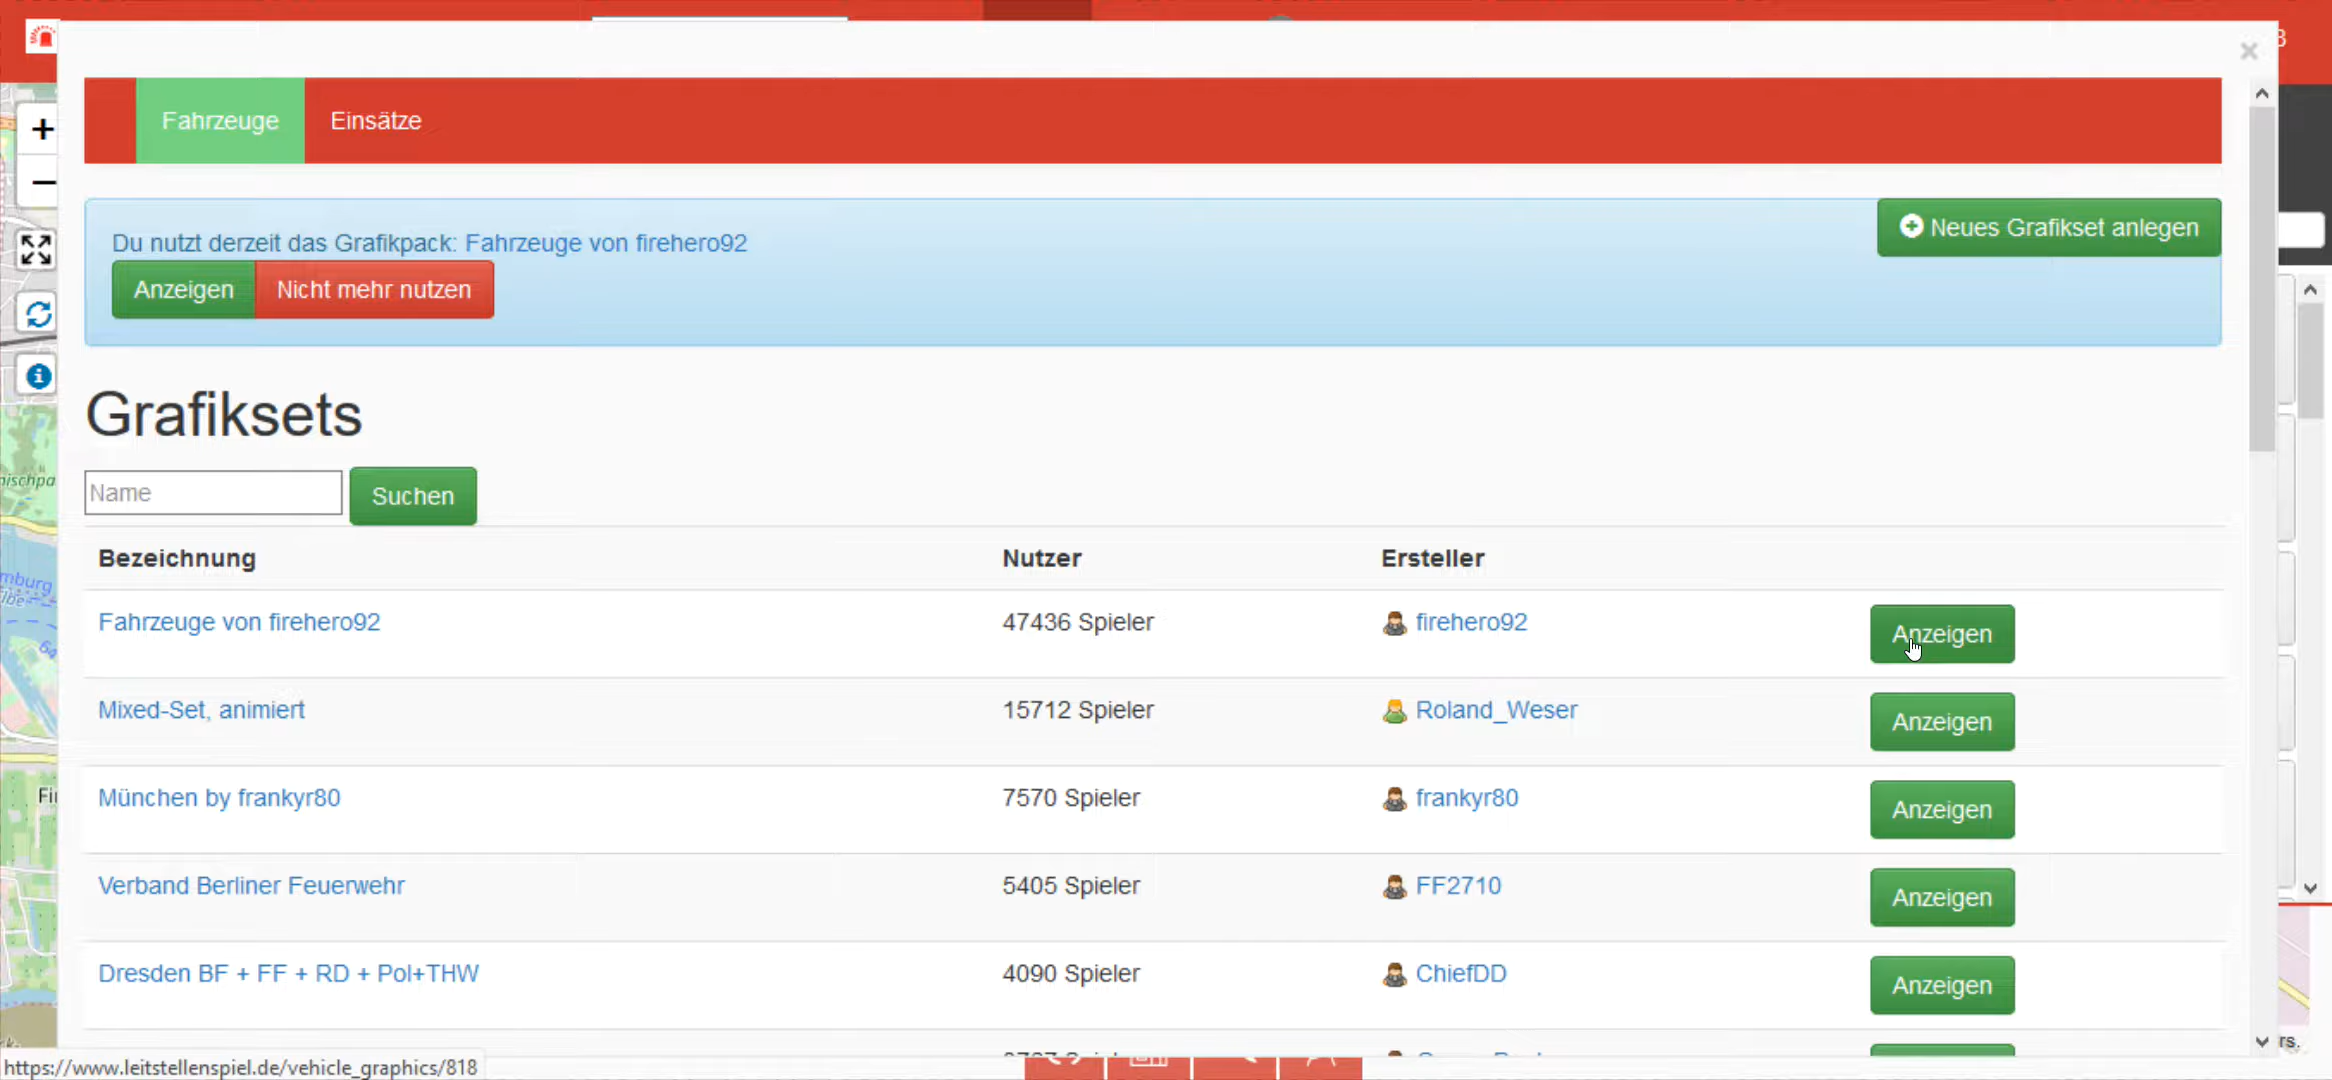 Fahrzeuge
Einsätze
Du nutzt derzeit das Grafikpack: Fahrzeuge von firehero92
Neues Grafikset anlegen
Anzeigen
Nicht mehr nutzen
Grafiksets
Name
Suchen
Bezeichnung Nutzer Ersteller
Fahrzeuge von firehero92 47436 Spieler firehero92 Anzeigen
Mixed-Set, animiert 15712 Spieler Roland_Weser Anzeigen
München by frankyr80 7570 Spieler frankyr80 Anzeigen
Verband Berliner Feuerwehr 5405 Spieler FF2710 Anzeigen
Dresden BF + FF + RD + Pol+THW 4090 Spieler ChiefDD Anzeigen
https://www.leitstellenspiel.de/vehicle_graphics/818